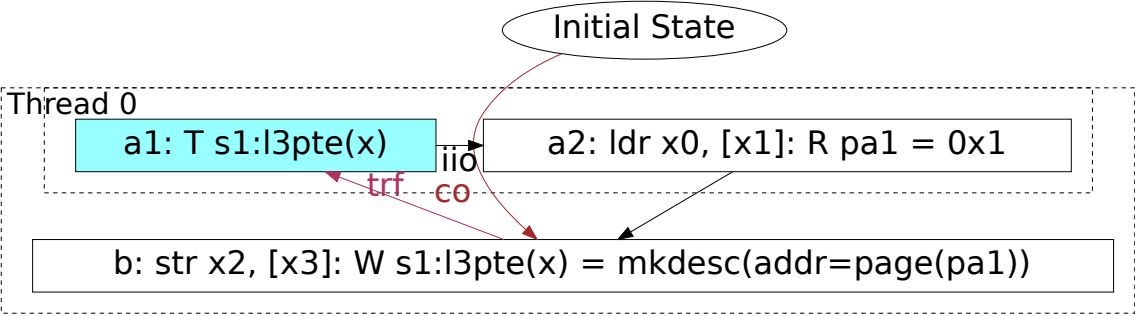 Initial State
Thread 0
a1: T s1:l3pte(x)
iio
a2: ldr x0, [x1]: R pa1 = 0x1
trf
co
b: str x2, [x3]: W s1:l3pte(x) = mkdesc(addr=page(pa1))